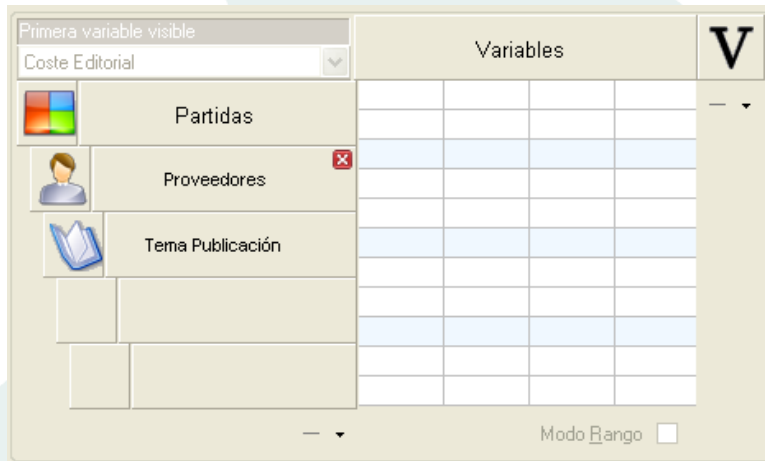 Primera variable visible
Coste Editorial
Variables
V
Partidas
Proveedores
Tema Publicación
Modo Rango